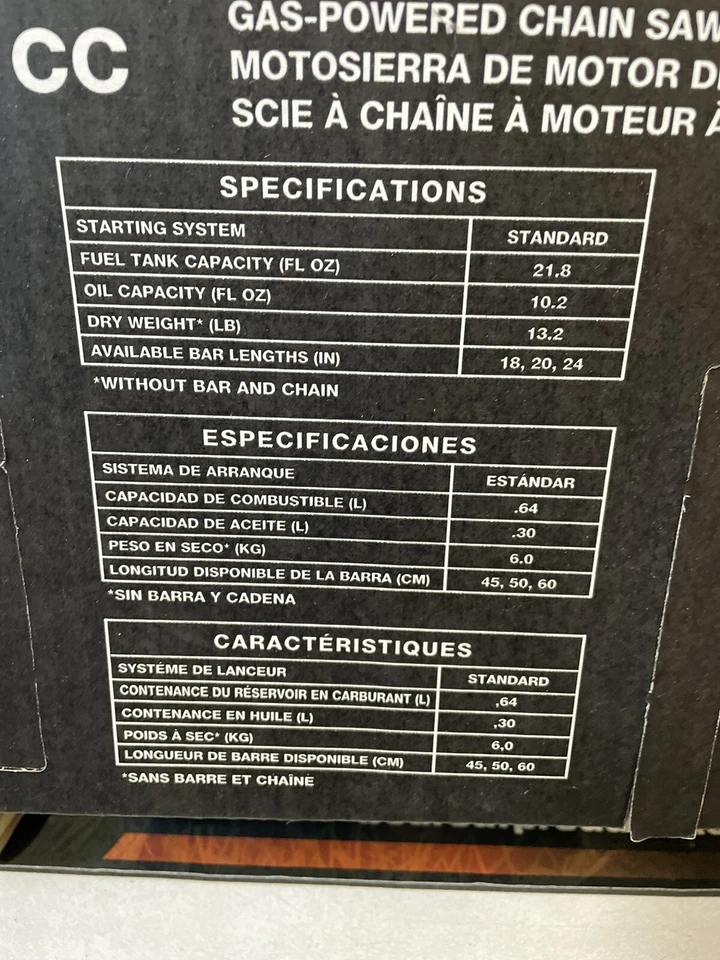 CC
GAS-POWERED CHAIN SAW
MOTOSIERRA DE MOTOR D
SCIE À CHAÎNE À MOTEUR À
SPECIFICATIONS
STARTING SYSTEM STANDARD
FUEL TANK CAPACITY (FL OZ) 21.8
OIL CAPACITY (FL OZ) 10.2
DRY WEIGHT* (LB) 13.2
AVAILABLE BAR LENGTHS (IN) 18, 20, 24
*WITHOUT BAR AND CHAIN
ESPECIFICACIONES
SISTEMA DE ARRANQUE ESTÁNDAR
CAPACIDAD DE COMBUSTIBLE (L) .64
CAPACIDAD DE ACEITE (L) .30
PESO EN SECO* (KG) 6.0
LONGITUD DISPONIBLE DE LA BARRA (CM) 45, 50, 60
*SIN BARRA Y CADENA
CARACTÉRISTIQUES
SYSTÉME DE LANCEUR STANDARD
CONTENANCE DU RÉSERVOIR EN CARBURANT (L) ,64
CONTENANCE EN HUILE (L) ,30
POIDS À SEC* (KG) 6,0
LONGUEUR DE BARRE DISPONIBLE (CM) 45, 50, 60
*SANS BARRE ET CHAÎNE